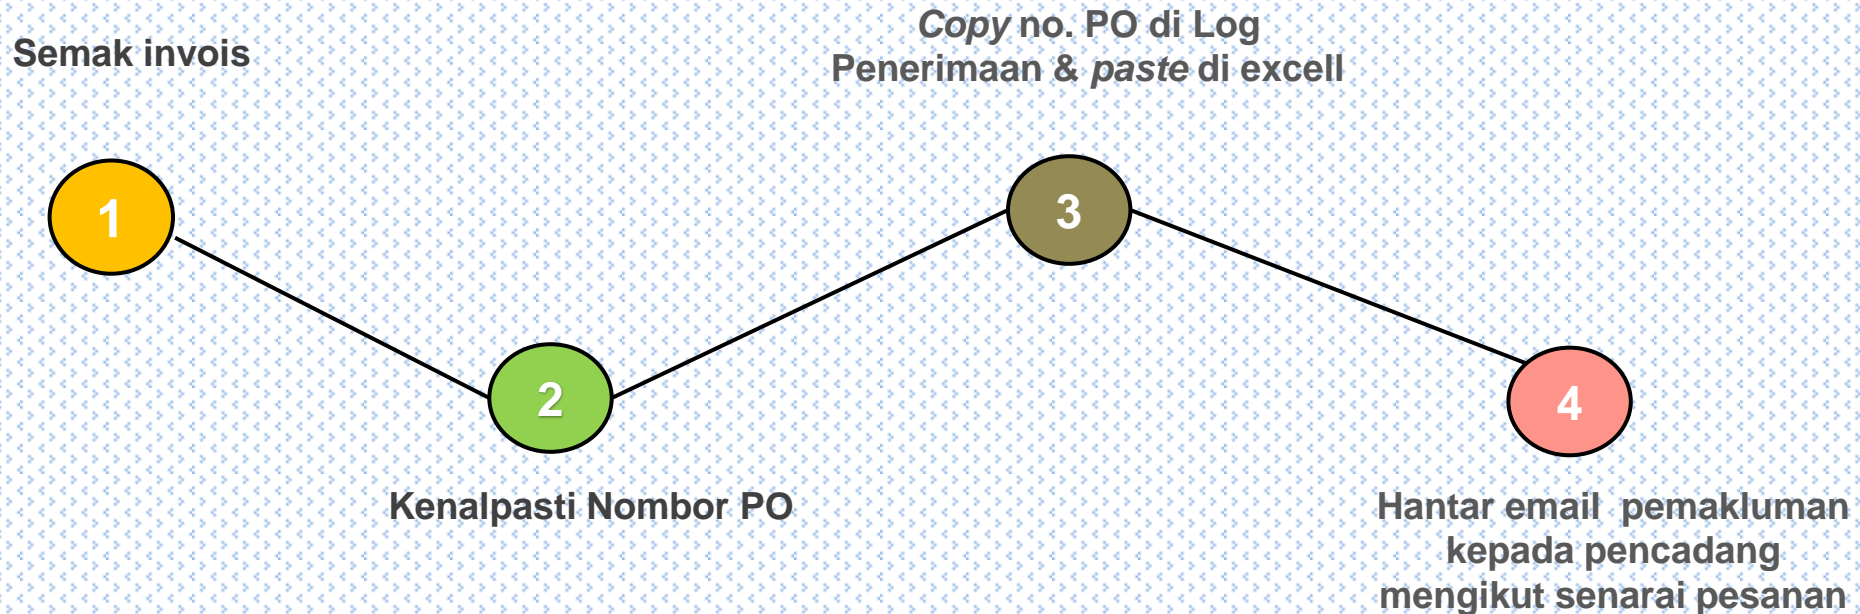 Semak invois
1
Kenalpasti Nombor PO
2
Copy no. PO di Log
Penerimaan & paste di excell
3
Hantar email  pemakluman
kepada pencadang
mengikut senarai pesanan
4